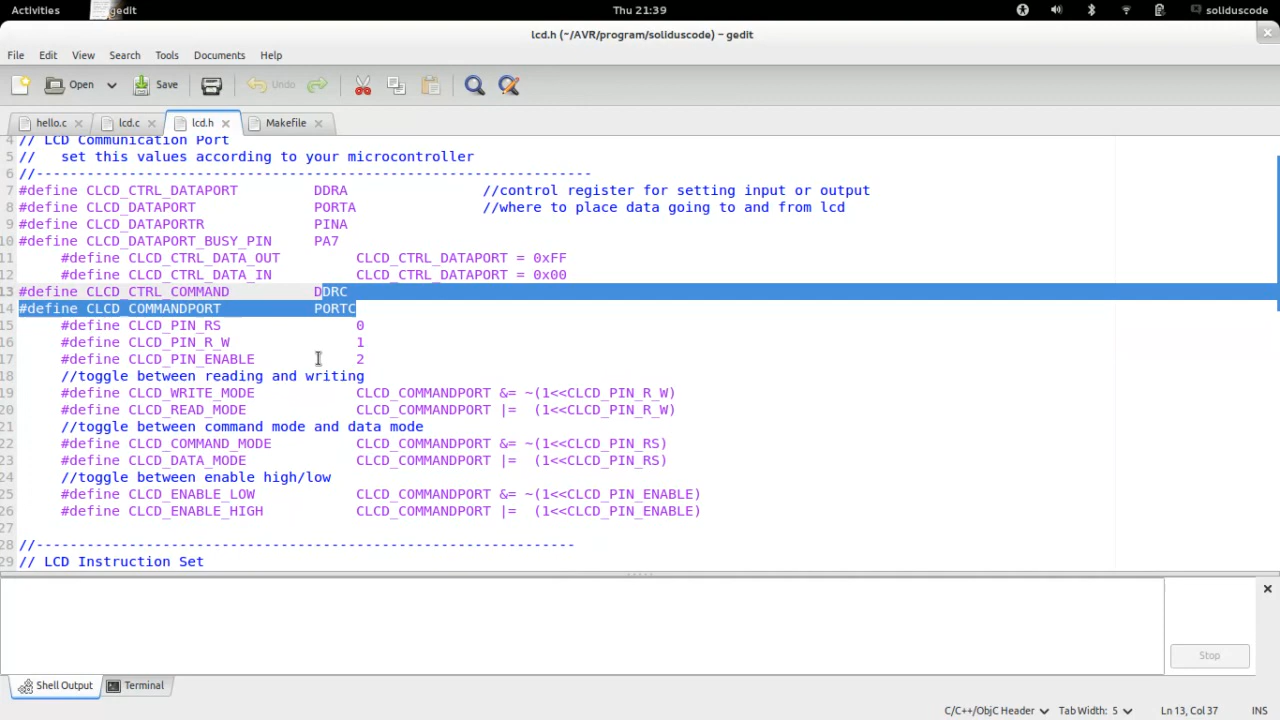 Activities gedit Thu 21:39 soliduscode
lcd.h (~/AVR/program/soliduscode) – gedit
File Edit View Search Tools Documents Help
Open Save Undo
hello.c lcd.c lcd.h Makefile
4 // LCD Communication Port
5 // set this values according to your microcontroller
6 //------------------------------------------------------------------
7 #define CLCD_CTRL_DATAPORT DDRA //control register for setting input or output
8 #define CLCD_DATAPORT PORTA //where to place data going to and from lcd
9 #define CLCD_DATAPORTR PINA
10 #define CLCD_DATAPORT_BUSY_PIN PA7
11 #define CLCD_CTRL_DATA_OUT CLCD_CTRL_DATAPORT = 0xFF
12 #define CLCD_CTRL_DATA_IN CLCD_CTRL_DATAPORT = 0x00
13 #define CLCD_CTRL_COMMAND DDRC
14 #define CLCD_COMMANDPORT PORTC
15 #define CLCD_PIN_RS 0
16 #define CLCD_PIN_R_W 1
17 #define CLCD_PIN_ENABLE 2
18 //toggle between reading and writing
19 #define CLCD_WRITE_MODE CLCD_COMMANDPORT &= ~(1<<CLCD_PIN_R_W)
20 #define CLCD_READ_MODE CLCD_COMMANDPORT |= (1<<CLCD_PIN_R_W)
21 //toggle between command mode and data mode
22 #define CLCD_COMMAND_MODE CLCD_COMMANDPORT &= ~(1<<CLCD_PIN_RS)
23 #define CLCD_DATA_MODE CLCD_COMMANDPORT |= (1<<CLCD_PIN_RS)
24 //toggle between enable high/low
25 #define CLCD_ENABLE_LOW CLCD_COMMANDPORT &= ~(1<<CLCD_PIN_ENABLE)
26 #define CLCD_ENABLE_HIGH CLCD_COMMANDPORT |= (1<<CLCD_PIN_ENABLE)
27
28 //----------------------------------------------------------------
29 // LCD Instruction Set
Stop
Shell Output Terminal
C/C++/ObjC Header Tab Width: 5 Ln 13, Col 37 INS